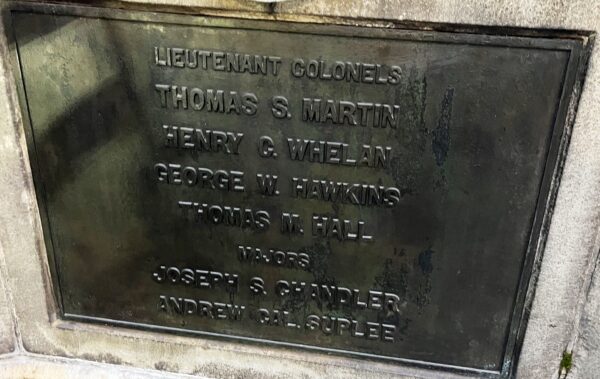 LIEUTENANT COLONELS
THOMAS S. MARTIN
HENRY C. WHELAN
GEORGE W. HAWKINS
THOMAS M. HALL
MAJORS
JOSEPH S. CHANDLER
ANDREW CAL. SUPLEE